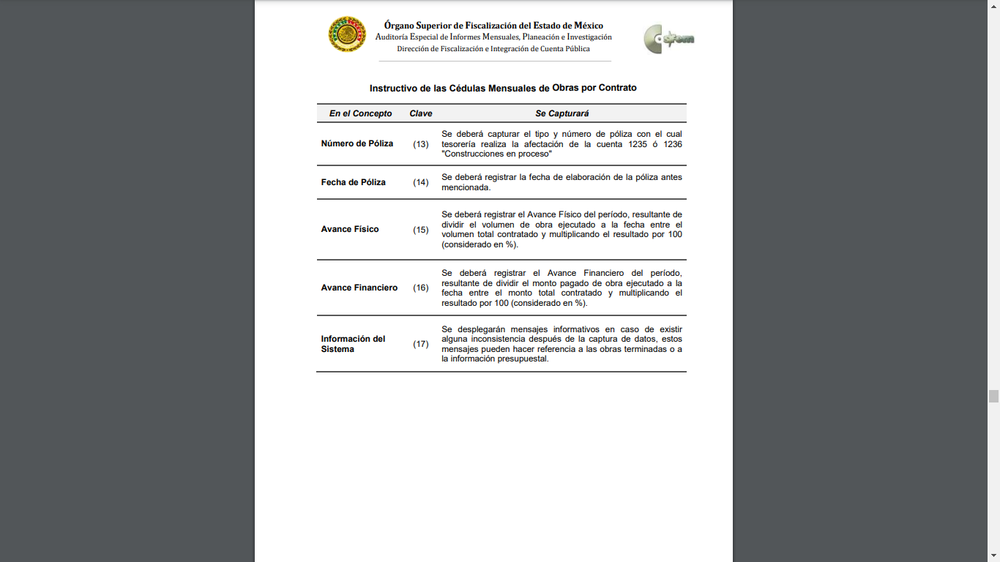 Órgano Superior de Fiscalización del Estado de México
Auditoría Especial de Informes Mensuales, Planeación e Investigación
Dirección de Fiscalización e Integración de Cuenta Pública
osfem
Instructivo de las Cédulas Mensuales de Obras por Contrato
En el Concepto Clave Se Capturará
Número de Póliza (13) Se deberá capturar el tipo y número de póliza con el cual
tesorería realiza la afectación de la cuenta 1235 ó 1236
"Construcciones en proceso"
Fecha de Póliza (14) Se deberá registrar la fecha de elaboración de la póliza antes
mencionada.
Avance Físico (15) Se deberá registrar el Avance Físico del período, resultante de
dividir el volumen de obra ejecutado a la fecha entre el
volumen total contratado y multiplicando el resultado por 100
(considerado en %).
Avance Financiero (16) Se deberá registrar el Avance Financiero del período,
resultante de dividir el monto pagado de obra ejecutado a la
fecha entre el monto total contratado y multiplicando el
resultado por 100 (considerado en %).
Información del
Sistema (17) Se desplegarán mensajes informativos en caso de existir
alguna inconsistencia después de la captura de datos, estos
mensajes pueden hacer referencia a las obras terminadas o a
la información presupuestal.